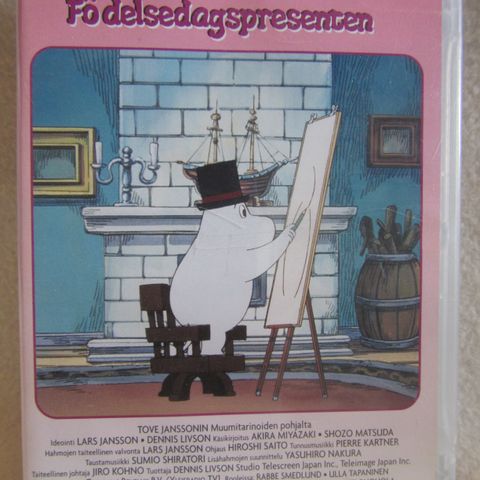 Födelsedagspresenten
TOVE JANSSONIN Muumitarinoiden pohjalta
Ideointi LARS JANSSON • DENNIS LIVSON Käsikirjoitus AKIRA MIYAZAKI • SHOZO MATSUDA
Hahmojen taiteellinen valvonta LARS JANSSON Ohjaus HIROSHI SAITO Tunnusmusiikki PIERRE KARTNER
Taustamusiikki SUMIO SHIRATORI Lisähahmojen suunnittelu YASUHIRO NAKURA
Taiteellinen johtaja JIRO KOHNO Tuottaja DENNIS LIVSON Studio Telescreen Japan Inc., Teleimage Japan Inc.
B.V. TV1 RABBE SMEDLUND • ULLA TAPANINEN